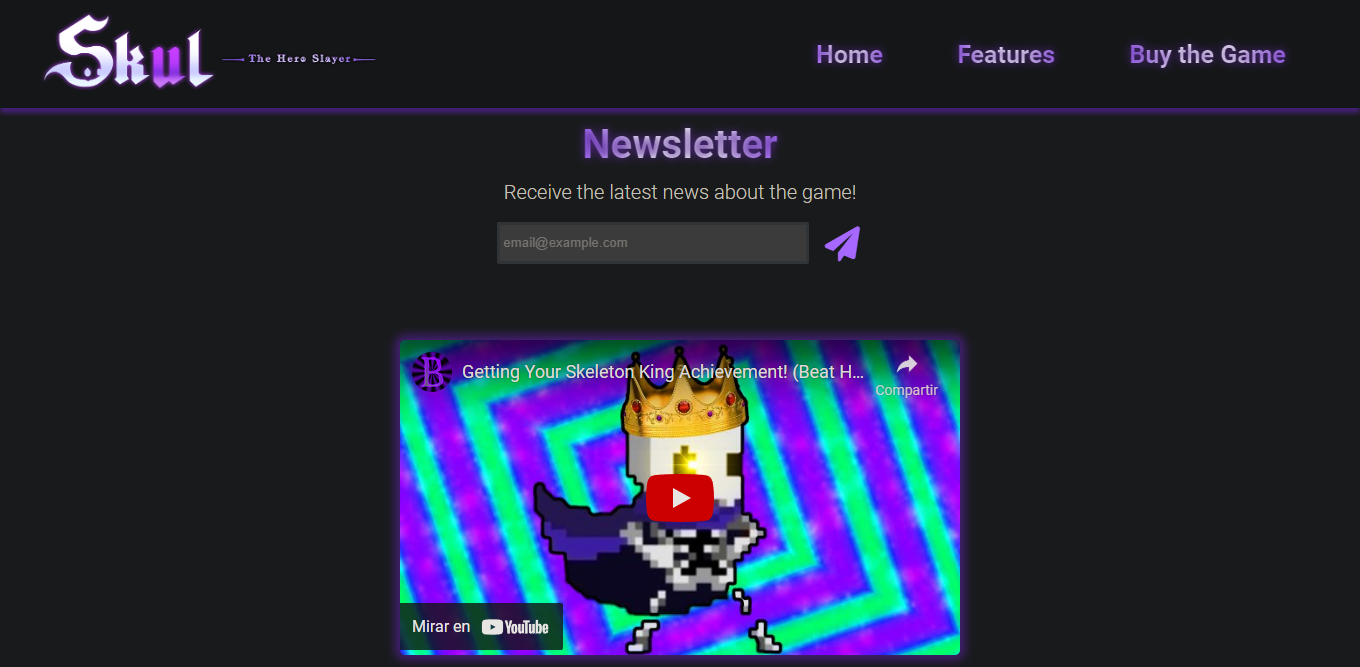 Skul
The Hero Slayer
Home
Features
Buy the Game
Newsletter
Receive the latest news about the game!
email@example.com
B
Getting Your Skeleton King Achievement! (Beat H...
Compartir
Mirar en YouTube